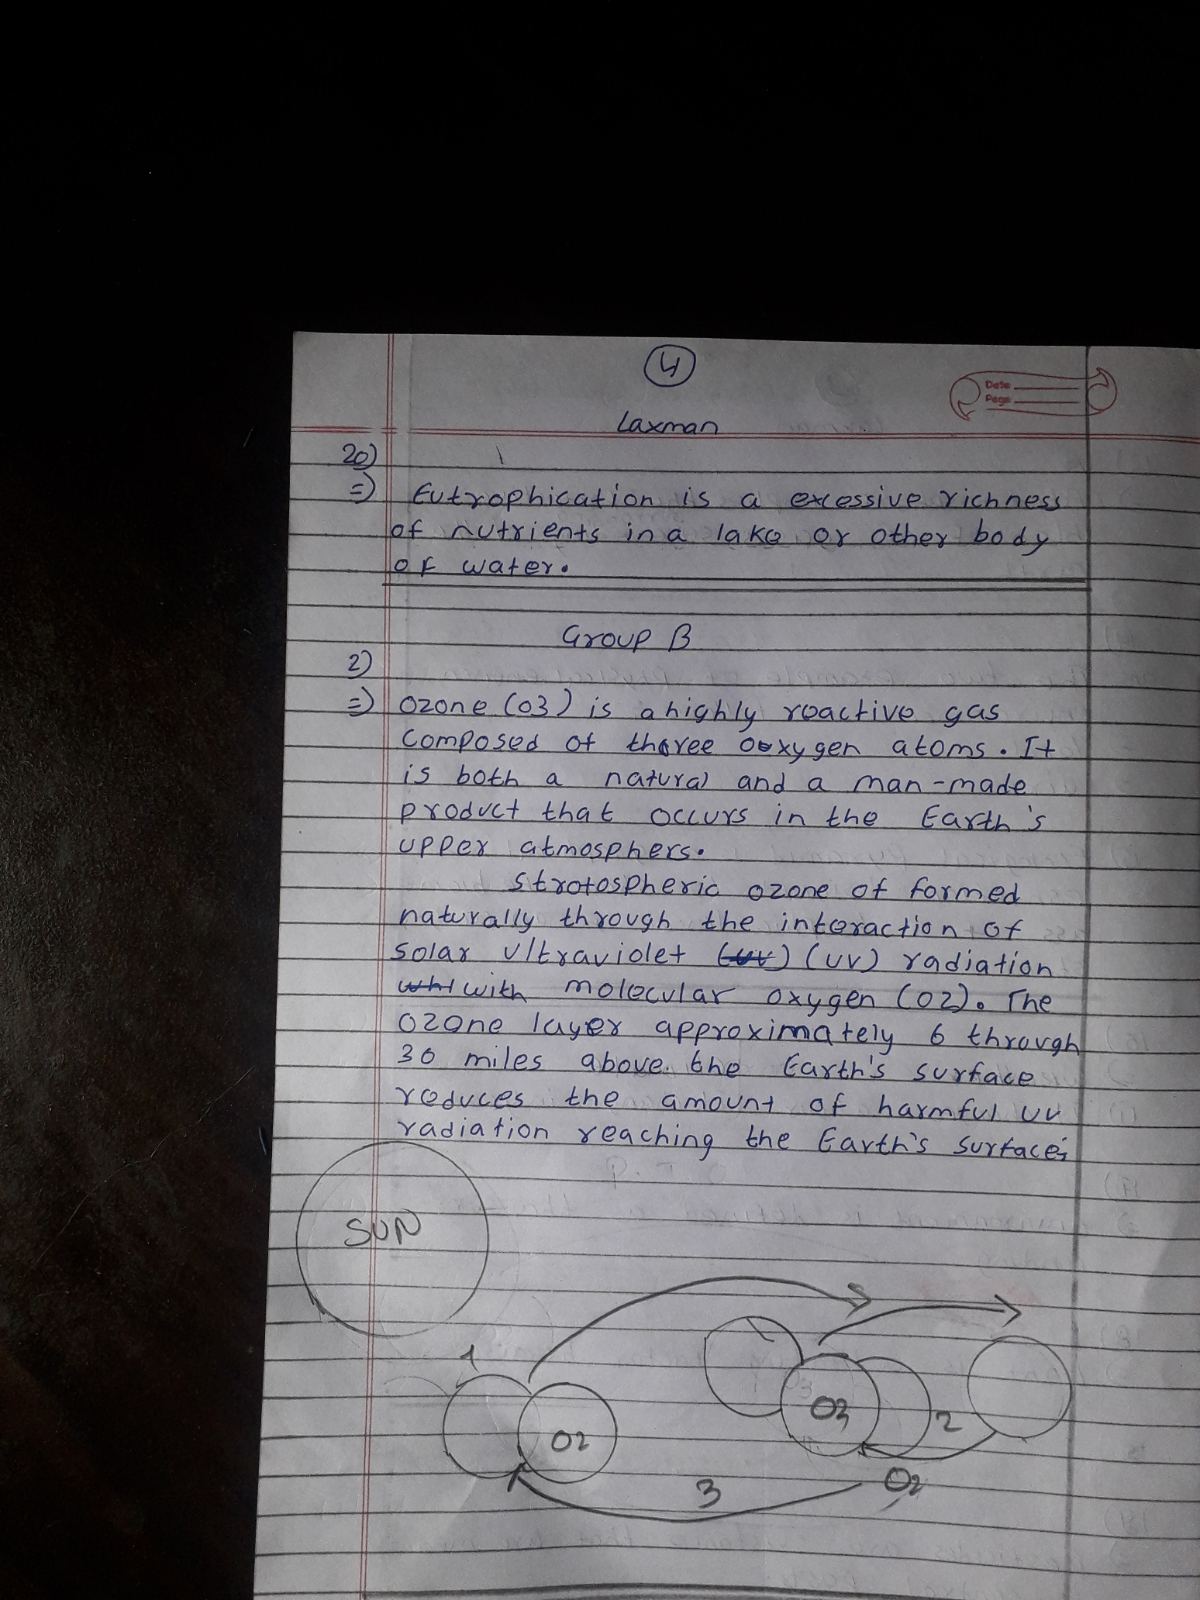 4
Date
Page
Laxman
20)
=) Eutrophication is a excessive richness
of nutrients in a lake or other body
of water.
Group B
2)
=) Ozone (O3) is a highly reactive gas
composed of three oxygen atoms. It
is both a natural and a man-made
product that occurs in the Earth's
upper atmosphers.
Strotospheric ozone of formed
naturally through the interaction of
solar ultraviolet (uv) (UV) radiation
with molecular oxygen (O2). The
ozone layer approximately 6 through
30 miles above the Earth's surface
reduces the amount of harmful uv
radiation reaching the Earth's surface;
SUN
1
O2
O3
2
3
O2